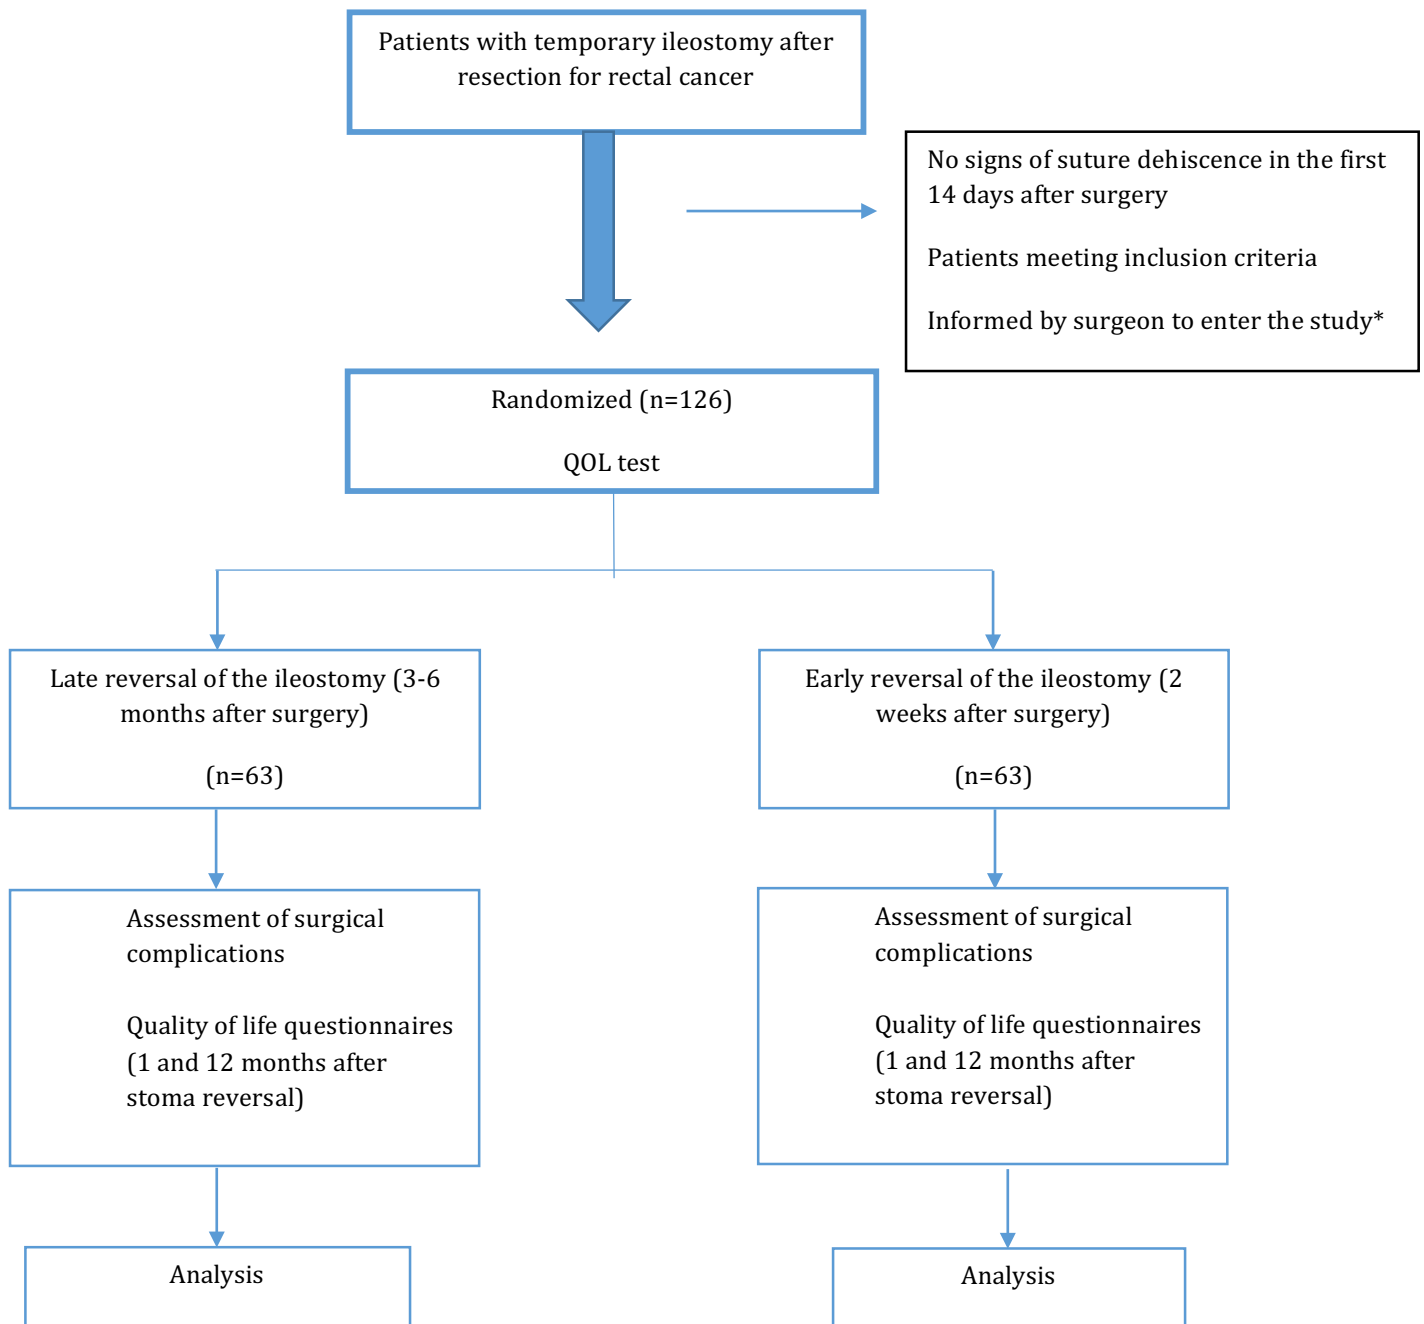 Patients with temporary ileostomy after
resection for rectal cancer
No signs of suture dehiscence in the first
14 days after surgery
Patients meeting inclusion criteria
Informed by surgeon to enter the study*
Randomized (n=126)
QOL test
Late reversal of the ileostomy (3-6
months after surgery)
(n=63)
Early reversal of the ileostomy (2
weeks after surgery)
(n=63)
Assessment of surgical
complications
Quality of life questionnaires
(1 and 12 months after
stoma reversal)
Assessment of surgical
complications
Quality of life questionnaires
(1 and 12 months after
stoma reversal)
Analysis
Analysis